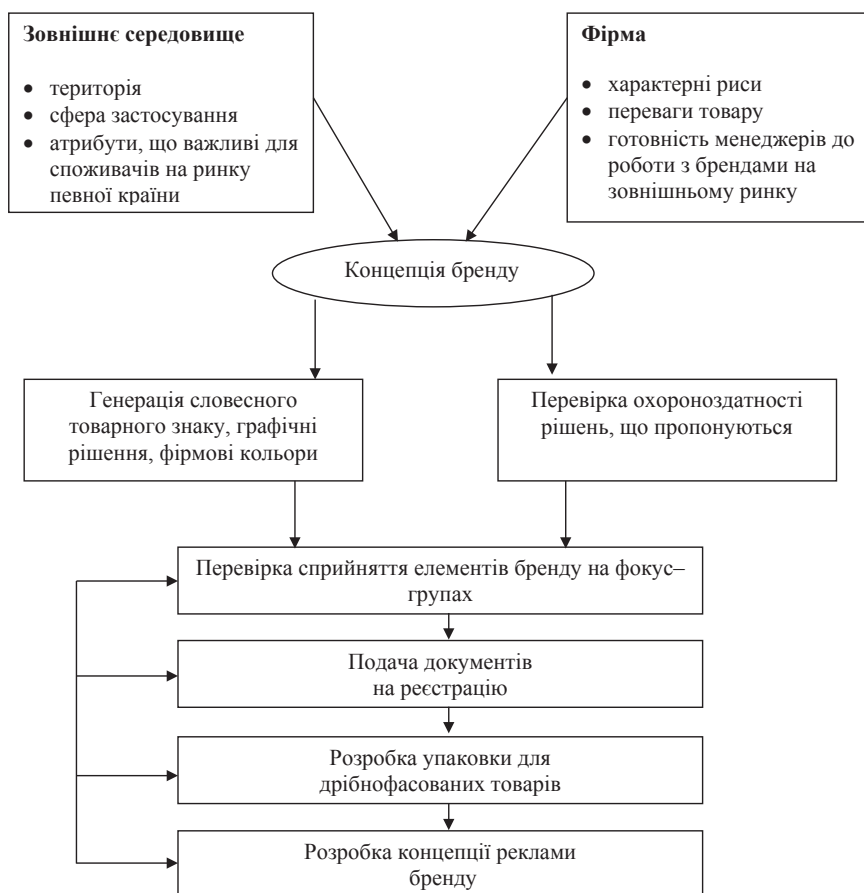 Зовнішнє середовище
• територія
• сфера застосування
• атрибути, що важливі для
споживачів на ринку
певної країни
Фірма
• характерні риси
• переваги товару
• готовність менеджерів до
роботи з брендами на
зовнішньому ринку
Концепція бренду
Генерація словесного
товарного знаку, графічні
рішення, фірмові кольори
Перевірка охороноздатності
рішень, що пропонуються
Перевірка сприйняття елементів бренду на фокус–
групах
Подача документів
на реєстрацію
Розробка упаковки для
дрібнофасованих товарів
Розробка концепції реклами
бренду